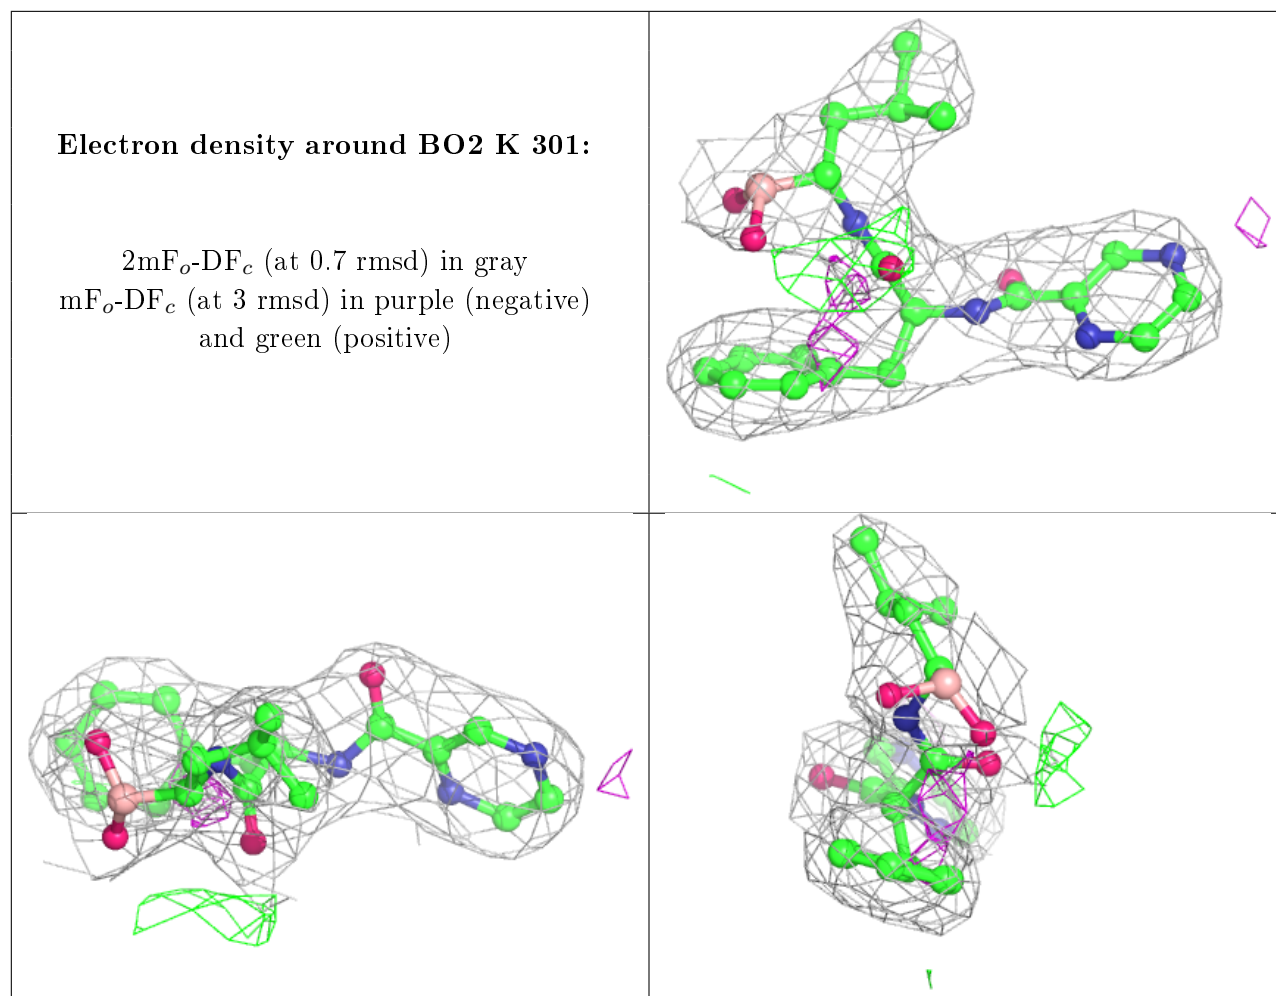 Electron density around BO2 K 301:
2mFo-DFc (at 0.7 rmsd) in gray
mFo-DFc (at 3 rmsd) in purple (negative)
and green (positive)